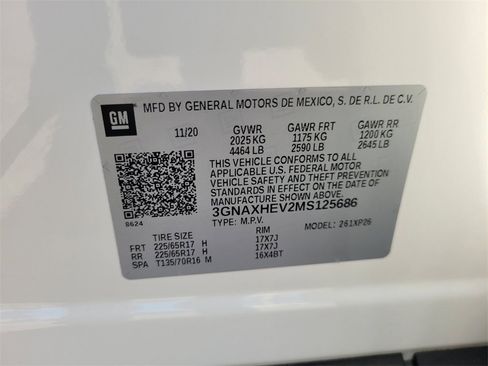 GM
MFD BY GENERAL MOTORS DE MEXICO, S. DE R.L. DE C.V.
11/20 GVWR GAWR FRT GAWR RR
2025 KG 1175 KG 1200 KG
4464 LB 2590 LB 2645 LB
THIS VEHICLE CONFORMS TO ALL
APPLICABLE U.S. FEDERAL MOTOR
VEHICLE SAFETY AND THEFT PREVENTION
STANDARDS IN EFFECT ON THE DATE OF
MANUFACTURE SHOWN ABOVE.
3GNAXHEV2MS125686
8624 TYPE: M.P.V. MODEL: 261XP26
TIRE SIZE RIM
FRT 225/65R17 H 17X7J
RR 225/65R17 H 17X7J
SPA T135/70R16 M 16X4BT